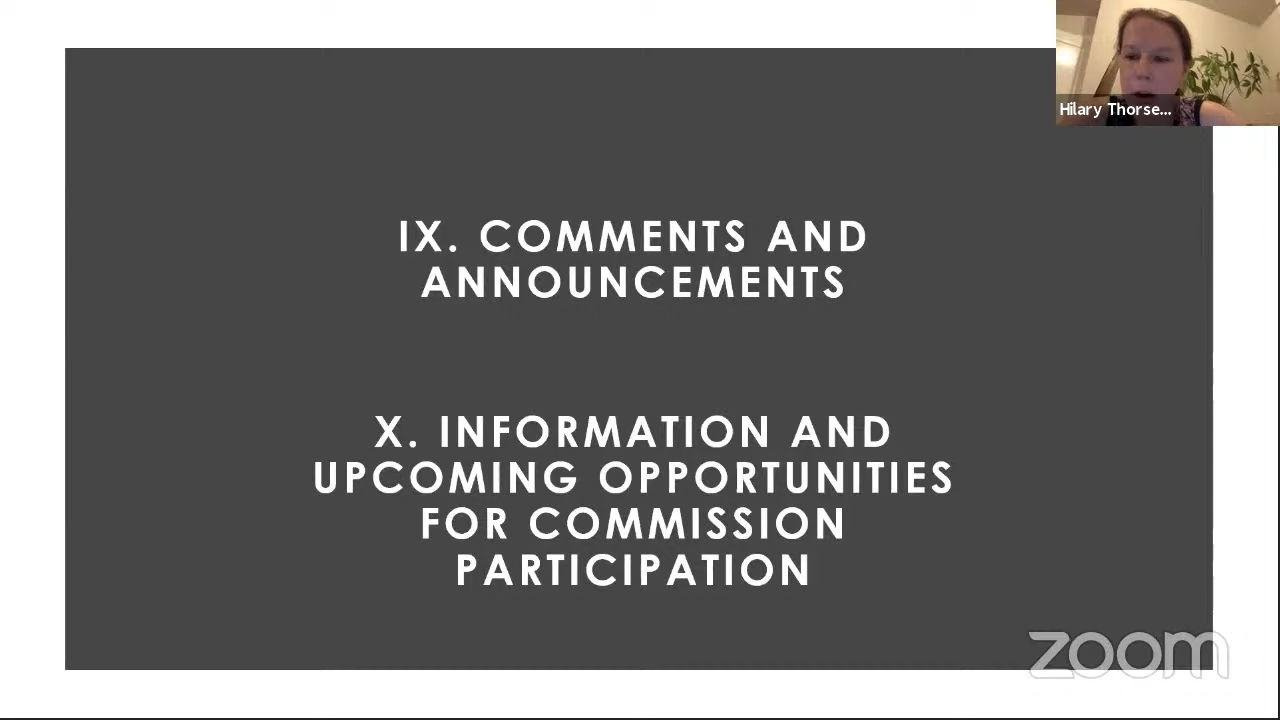 Hilary Thorse...
IX. COMMENTS AND
ANNOUNCEMENTS
X. INFORMATION AND
UPCOMING OPPORTUNITIES
FOR COMMISSION
PARTICIPATION
zoom